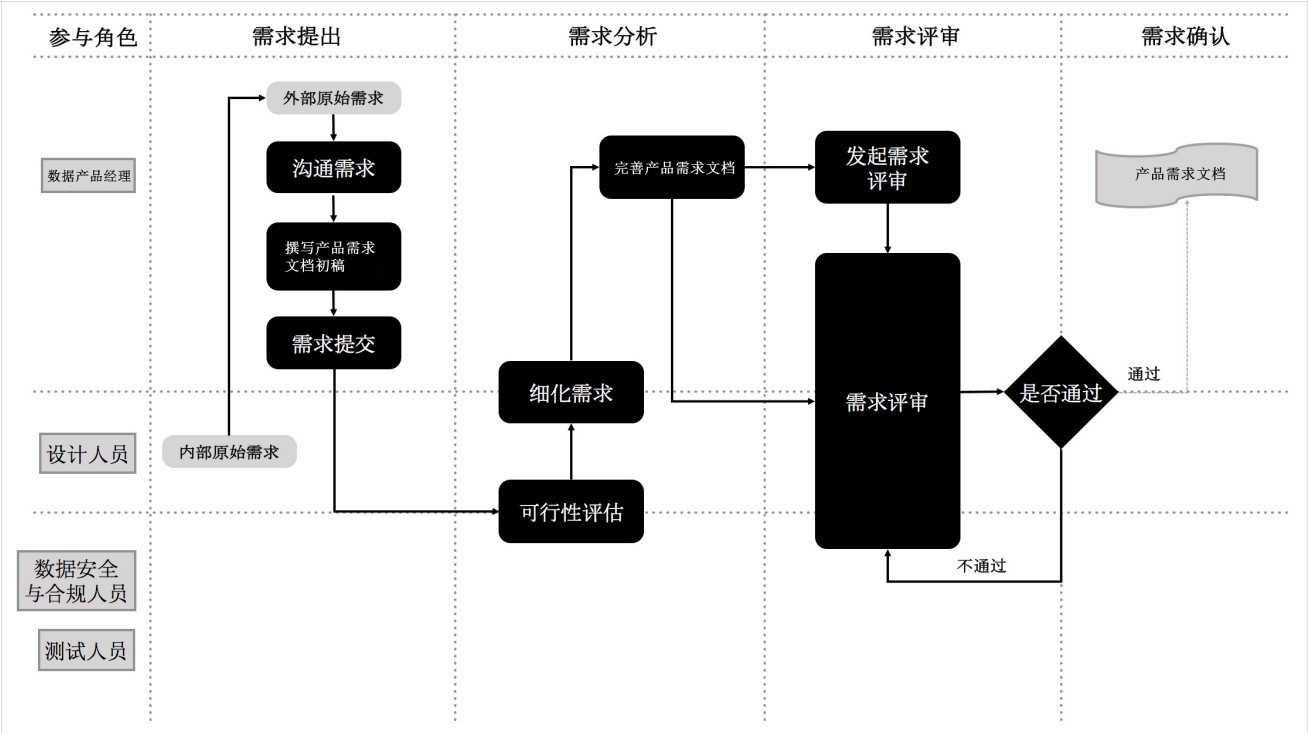 参与角色
需求提出
需求分析
需求评审
需求确认
数据产品经理
外部原始需求
沟通需求
撰写产品需求
文档初稿
需求提交
完善产品需求文档
发起需求
评审
产品需求文档
细化需求
需求评审
是否通过
通过
设计人员
内部原始需求
可行性评估
不通过
数据安全
与合规人员
测试人员